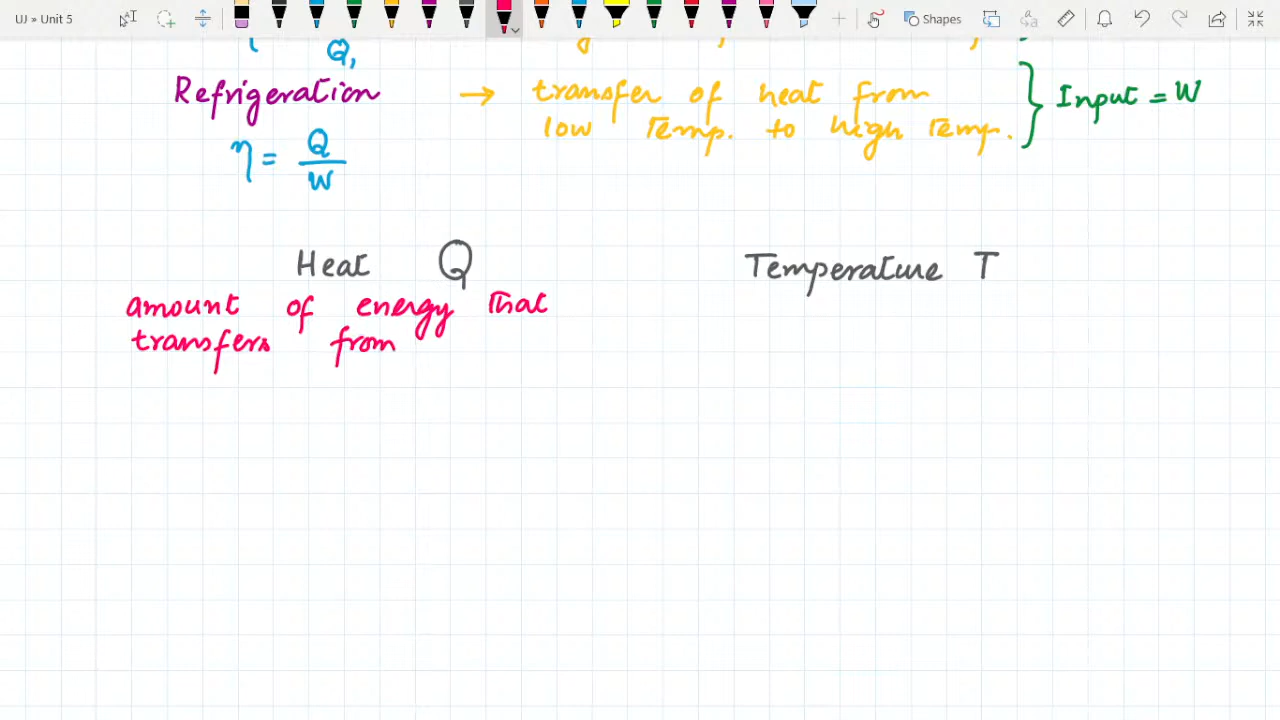 UJ » Unit 5
Shapes
Q,
Refrigeration → transfer of heat from
low Temp. to high Temp. } Input = W
η = Q
W
Heat Q Temperature T
amount of energy that
transfers from